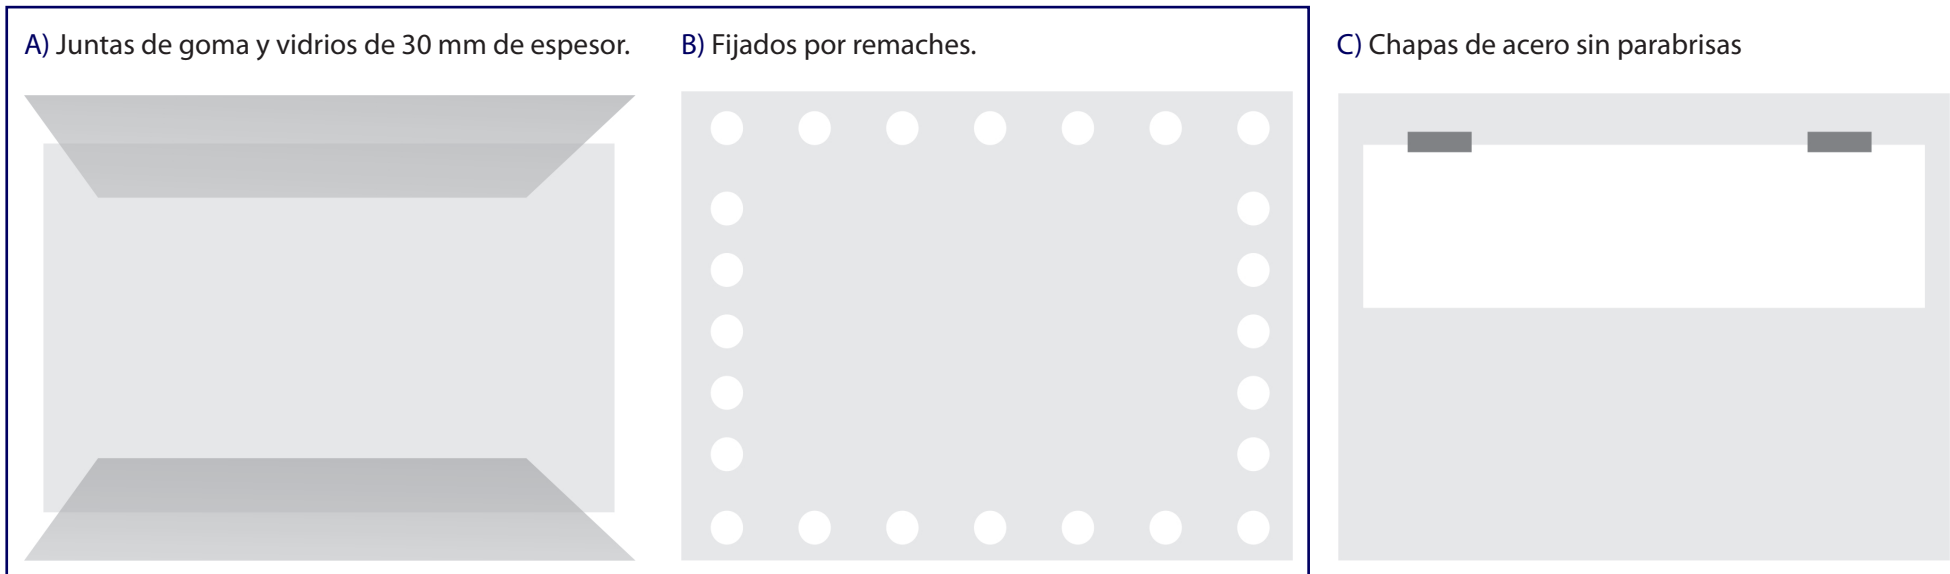 A) Juntas de goma y vidrios de 30 mm de espesor.
B) Fijados por remaches.
C) Chapas de acero sin parabrisas